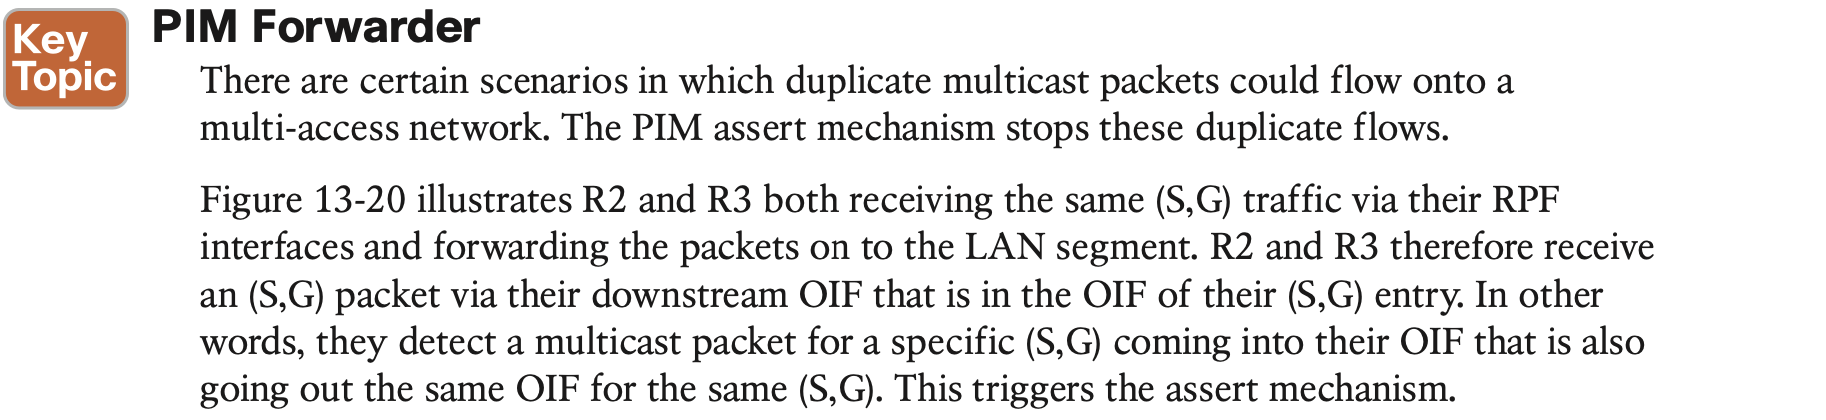 Key
Topic
PIM Forwarder
There are certain scenarios in which duplicate multicast packets could flow onto a
multi-access network. The PIM assert mechanism stops these duplicate flows.
Figure 13-20 illustrates R2 and R3 both receiving the same (S,G) traffic via their RPF
interfaces and forwarding the packets on to the LAN segment. R2 and R3 therefore receive
an (S,G) packet via their downstream OIF that is in the OIF of their (S,G) entry. In other
words, they detect a multicast packet for a specific (S,G) coming into their OIF that is also
going out the same OIF for the same (S,G). This triggers the assert mechanism.